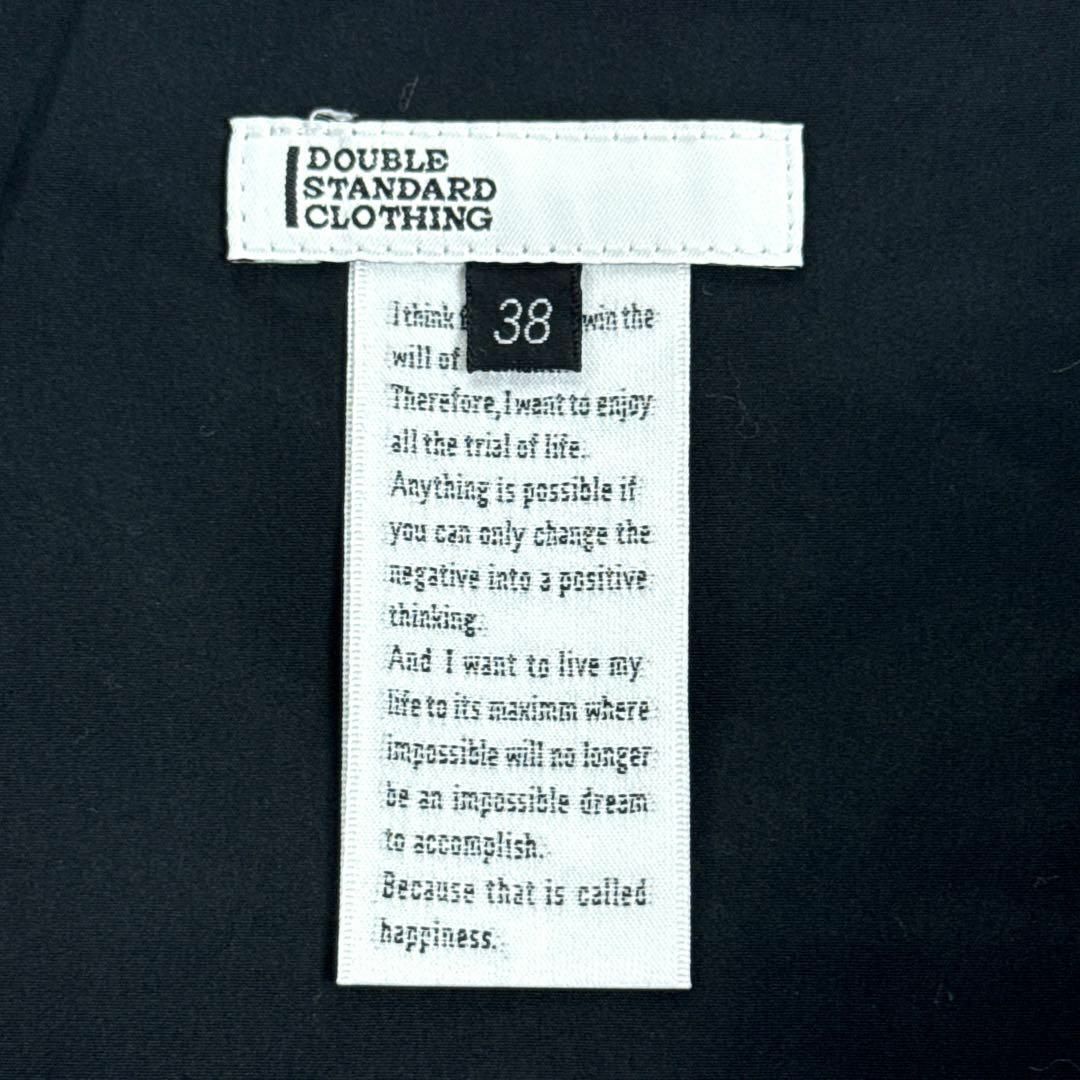 DOUBLE
STANDARD
CLOTHING
38
I think win the
will of
Therefore, I want to enjoy
all the trial of life.
Anything is possible if
you can only change the
negative into a positive
thinking.
And I want to live my
life to its maximm where
impossible will no longer
be an impossible dream
to accomplish.
Because that is called
happiness.